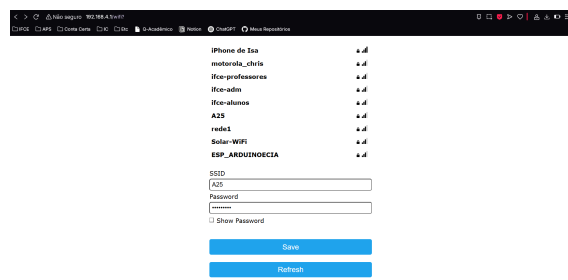 Não seguro 192.168.4.1/wifi?
IFCE APS Conta Certa IC Etc Q-Acadêmico Notion ChatGPT Meus Repositórios
iPhone de Isa
motorola_chris
ifce-professores
ifce-adm
ifce-alunos
A25
rede1
Solar-WiFi
ESP_ARDUINOECIA
SSID
A25
Password
Show Password
Save
Refresh